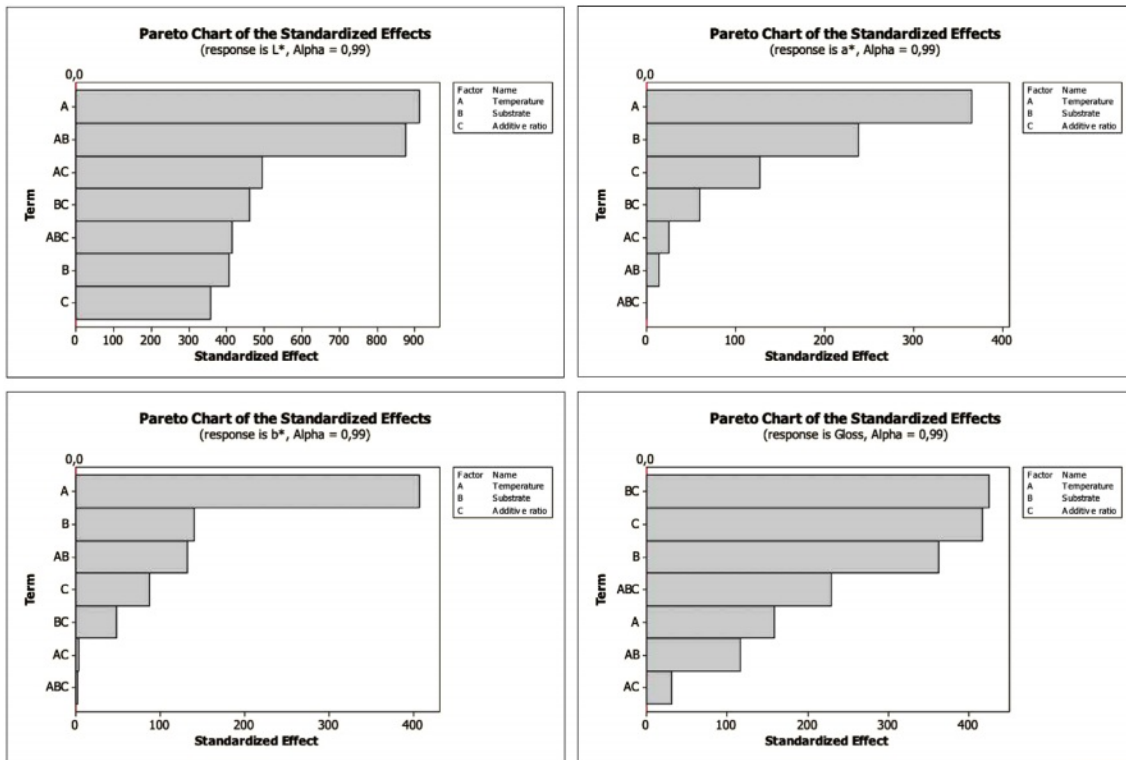 Pareto Chart of the Standardized Effects
(response is L*, Alpha = 0,99)
0,0
Factor Name
A Temperature
B Substrate
C Additive ratio
Term
A
AB
AC
BC
ABC
B
C
0 100 200 300 400 500 600 700 800 900
Standardized Effect
Pareto Chart of the Standardized Effects
(response is a*, Alpha = 0,99)
0,0
Factor Name
A Temperature
B Substrate
C Additive ratio
Term
A
B
C
BC
AC
AB
ABC
0 100 200 300 400
Standardized Effect
Pareto Chart of the Standardized Effects
(response is b*, Alpha = 0,99)
0,0
Factor Name
A Temperature
B Substrate
C Additive ratio
Term
A
B
AB
C
BC
AC
ABC
0 100 200 300 400
Standardized Effect
Pareto Chart of the Standardized Effects
(response is Gloss, Alpha = 0,99)
0,0
Factor Name
A Temperature
B Substrate
C Additive ratio
Term
BC
C
B
ABC
A
AB
AC
0 100 200 300 400
Standardized Effect